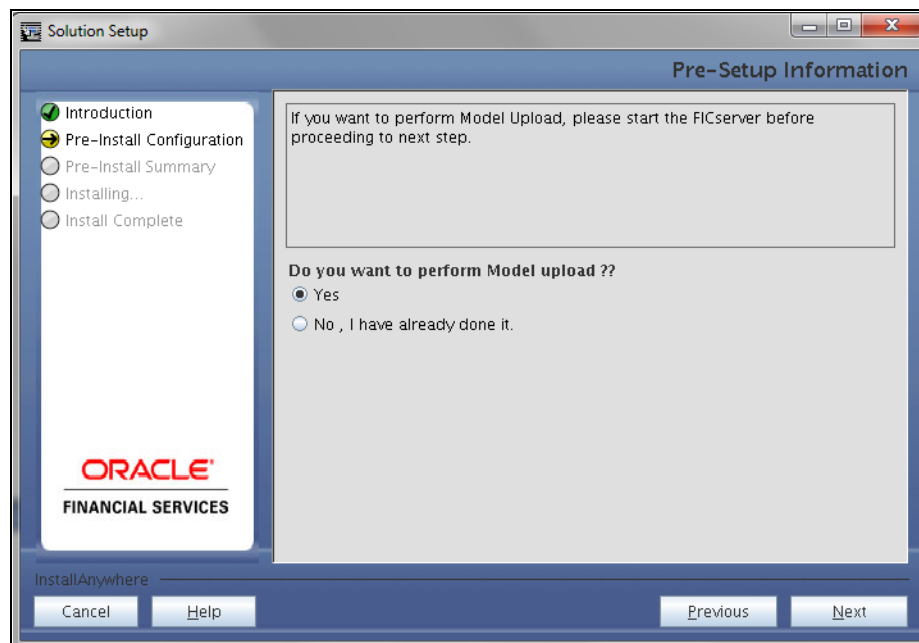 Solution Setup
Pre-Setup Information
Introduction
Pre-Install Configuration
Pre-Install Summary
Installing...
Install Complete
ORACLE
FINANCIAL SERVICES
If you want to perform Model Upload, please start the FICserver before
proceeding to next step.
Do you want to perform Model upload ??
Yes
No , I have already done it.
InstallAnywhere
Cancel
Help
Previous
Next